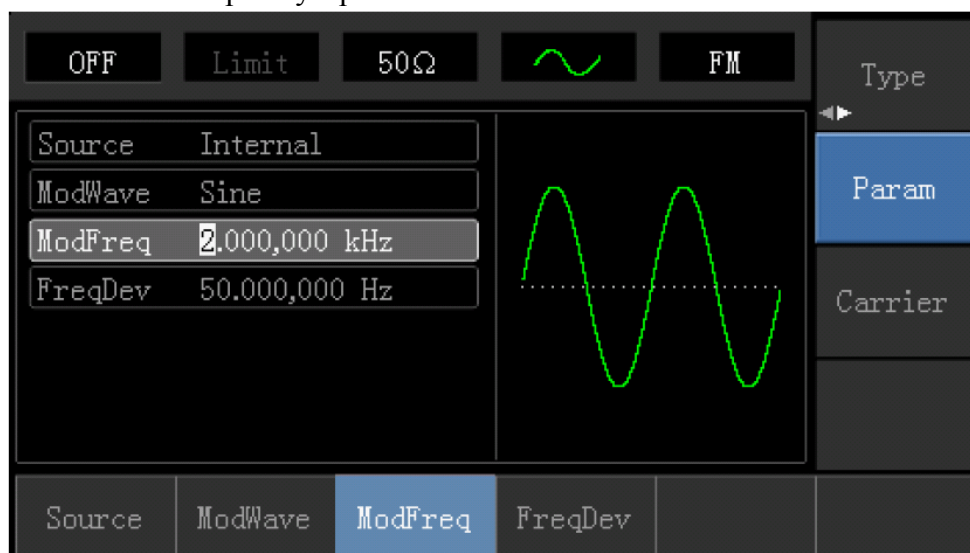 OFF Limit 50Ω FM
Type
Source Internal
ModWave Sine
Param
ModFreq 2.000,000 kHz
FreqDev 50.000,000 Hz
Carrier
Source ModWave ModFreq FreqDev